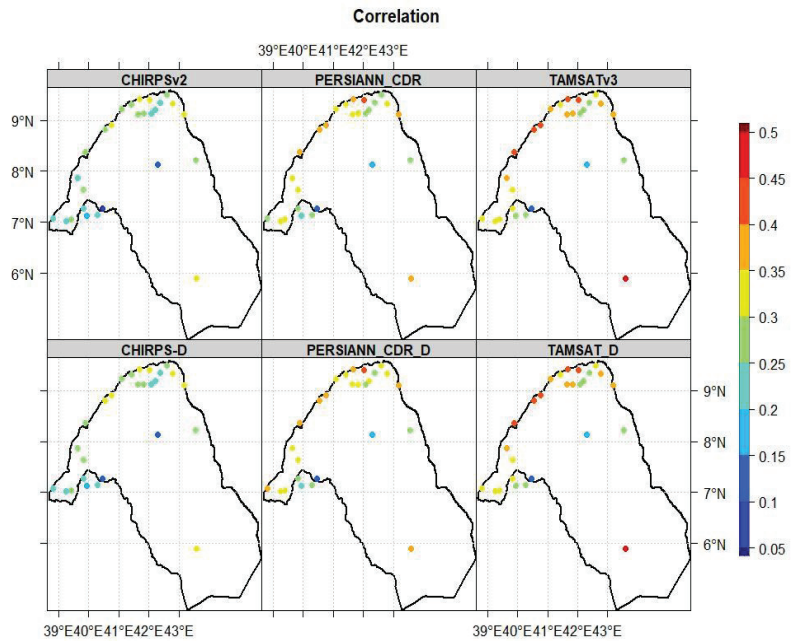 Correlation
39°E40°E41°E42°E43°E
CHIRPSv2 PERSIANN_CDR TAMSATv3
9°N
8°N
7°N
6°N
CHIRPS-D PERSIANN_CDR_D TAMSAT_D
9°N
8°N
7°N
6°N
39°E40°E41°E42°E43°E 39°E40°E41°E42°E43°E
0.5
0.45
0.4
0.35
0.3
0.25
0.2
0.15
0.1
0.05